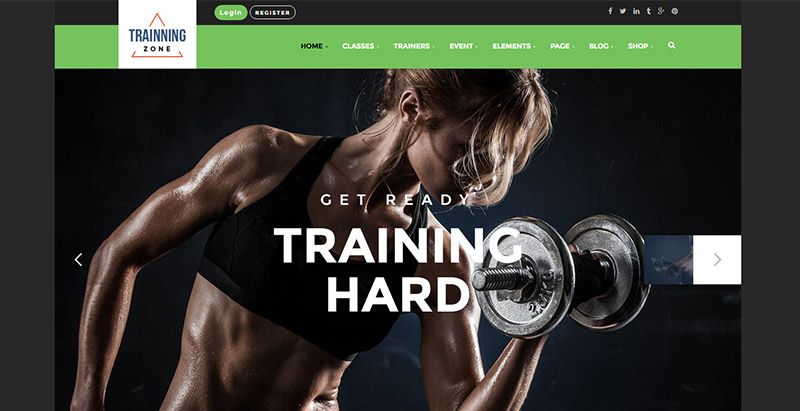 Login
REGISTER
TRAINNING
ZONE
HOME
CLASSES
TRAINERS
EVENT
ELEMENTS
PAGE
BLOG
SHOP
GET READY
TRAINING
HARD